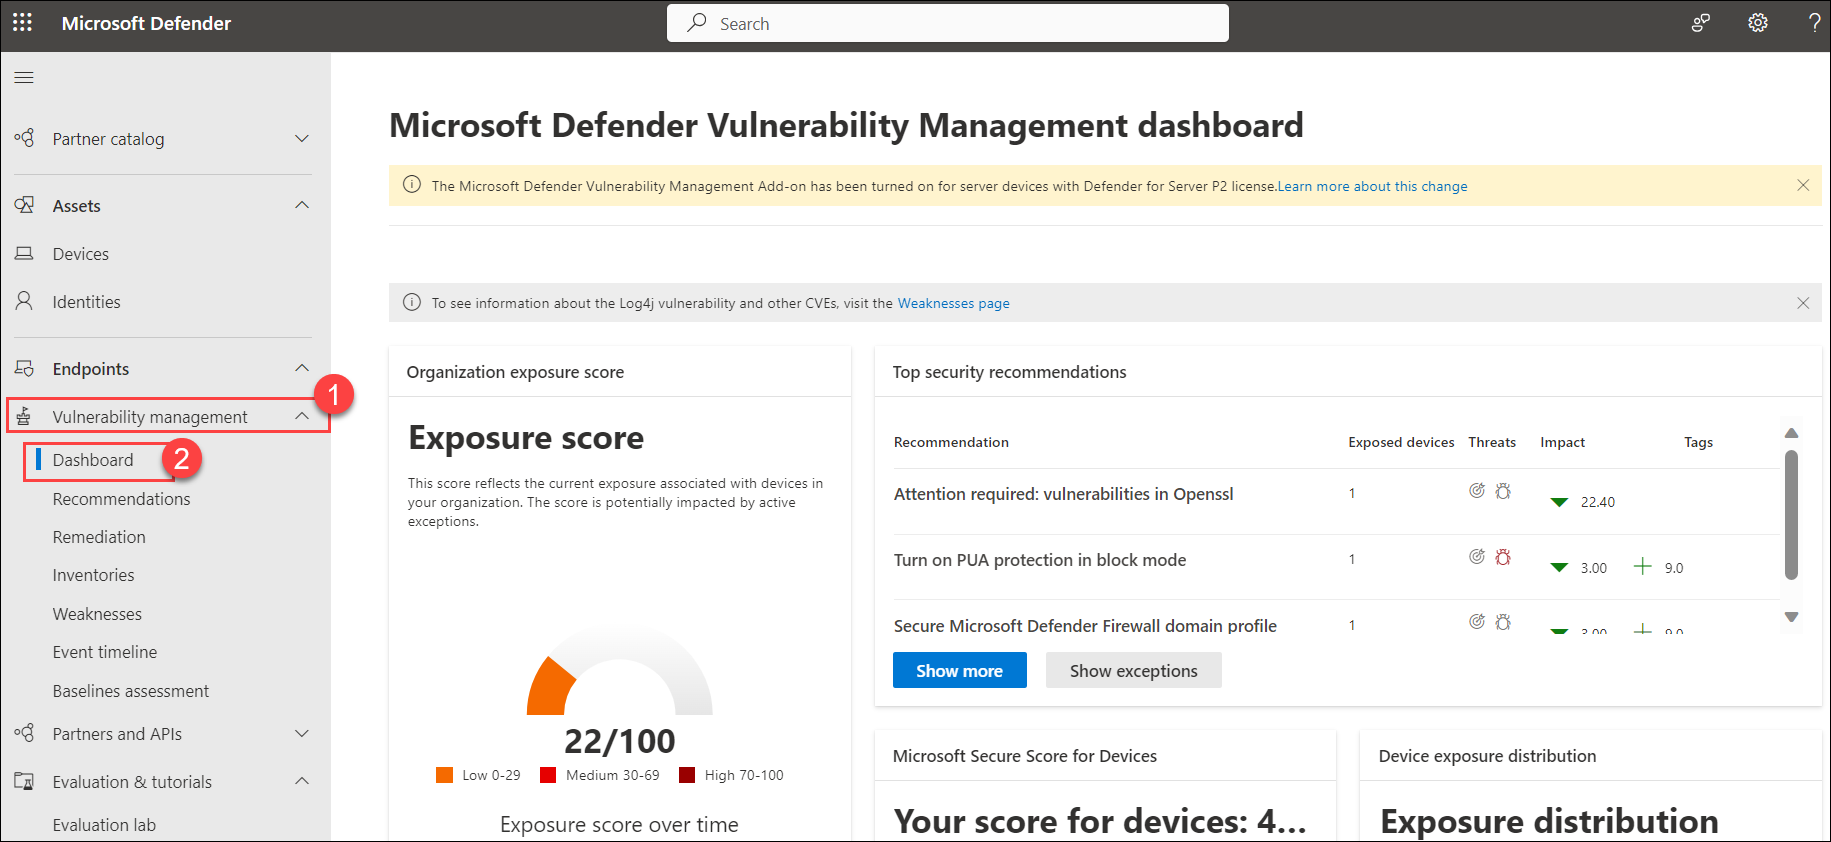 Microsoft Defender
Search
?
Partner catalog
Assets
Devices
Identities
Endpoints
1
Vulnerability management
Dashboard
2
Recommendations
Remediation
Inventories
Weaknesses
Event timeline
Baselines assessment
Partners and APIs
Evaluation & tutorials
Evaluation lab
Microsoft Defender Vulnerability Management dashboard
The Microsoft Defender Vulnerability Management Add-on has been turned on for server devices with Defender for Server P2 license.Learn more about this change
To see information about the Log4j vulnerability and other CVEs, visit the Weaknesses page
Organization exposure score
Exposure score
This score reflects the current exposure associated with devices in
your organization. The score is potentially impacted by active
exceptions.
22/100
Low 0-29 Medium 30-69 High 70-100
Exposure score over time
Top security recommendations
Recommendation Exposed devices Threats Impact Tags
Attention required: vulnerabilities in Openssl 1 22.40
Turn on PUA protection in block mode 1 3.00 9.0
Secure Microsoft Defender Firewall domain profile 1 3.00 9.0
Show more Show exceptions
Microsoft Secure Score for Devices
Your score for devices: 4...
Device exposure distribution
Exposure distribution